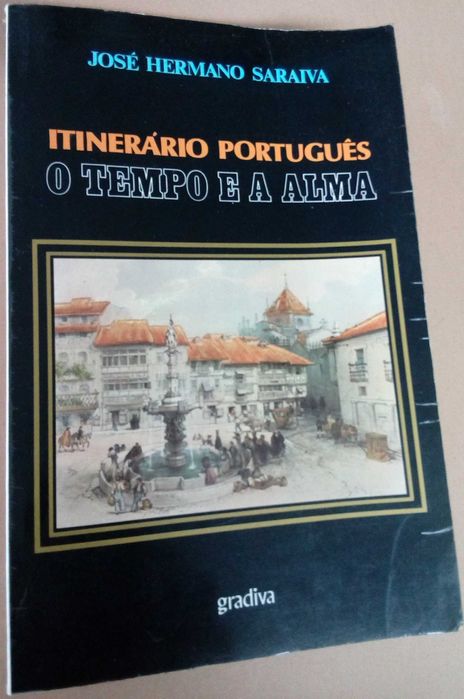 JOSÉ HERMANO SARAIVA
ITINERÁRIO PORTUGUÊS
O TEMPO E A ALMA
gradiva